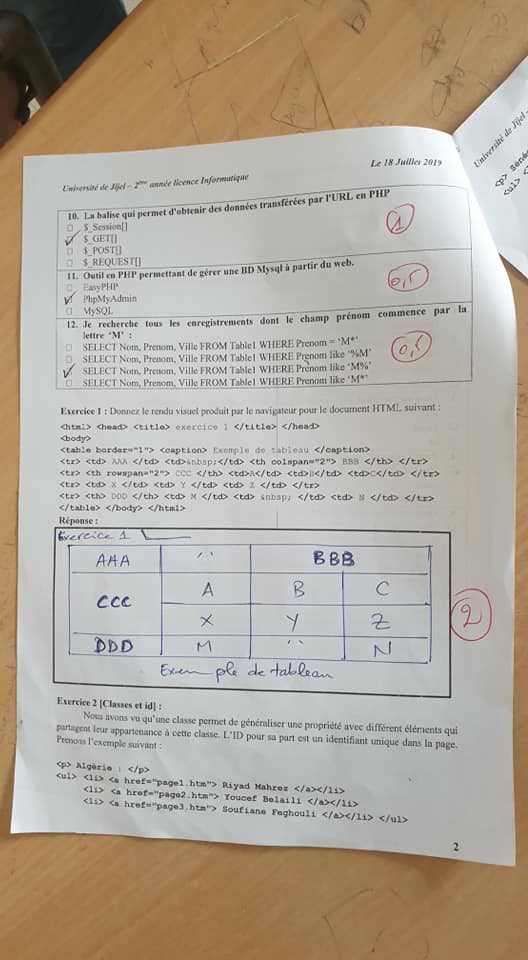 Université de Jijel – 2ème année licence Informatique
Le 18 Juillet 2019
10. La balise qui permet d'obtenir des données transférées par l'URL en PHP
$_Session[]
$_GET[]
$_POST[]
$_REQUEST[]
1
11. Outil en PHP permettant de gérer une BD Mysql à partir du web.
EasyPHP
PhpMyAdmin
MySQL
0,5
12. Je recherche tous les enregistrements dont le champ prénom commence par la
lettre ‘M’ :
SELECT Nom, Prenom, Ville FROM Table1 WHERE Prenom = ‘M*’
SELECT Nom, Prenom, Ville FROM Table1 WHERE Prenom like ‘%M’
SELECT Nom, Prenom, Ville FROM Table1 WHERE Prenom like ‘M%’
SELECT Nom, Prenom, Ville FROM Table1 WHERE Prenom like ‘M*’
0,5
Exercice 1 : Donnez le rendu visuel produit par le navigateur pour le document HTML suivant :
<html> <head> <title> exercice 1 </title> </head>
<body>
<table border="1"> <caption> Exemple de tableau </caption>
<tr> <td> AAA </td> <td>&nbsp;</td> <th colspan="2"> BBB </th> </tr>
<tr> <th rowspan="2"> CCC </th> <td>A</td> <td>B</td> <td>C</td> </tr>
<tr> <td> X </td> <td> Y </td> <td> Z </td> </tr>
<tr> <th> DDD </th> <td> M </td> <td> &nbsp; </td> <td> N </td> </tr>
</table> </body> </html>
Réponse :
Exercice 1
AAA BBB
CCC A B C
X Y Z
DDD M N
Exemple de tableau
2
Exercice 2 [Classes et id] :
Nous avons vu qu'une classe permet de généraliser une propriété avec différent éléments qui
partagent leur appartenance à cette classe. L'ID pour sa part est un identifiant unique dans la page.
Prenons l'exemple suivant :
<p> Algérie : </p>
<ul> <li> <a href="page1.htm"> Riyad Mahrez </a></li>
<li> <a href="page2.htm"> Youcef Belaili </a></li>
<li> <a href="page3.htm"> Soufiane Feghouli </a></li> </ul>
2
Université de Jijel -
<p> Séné
<ul>